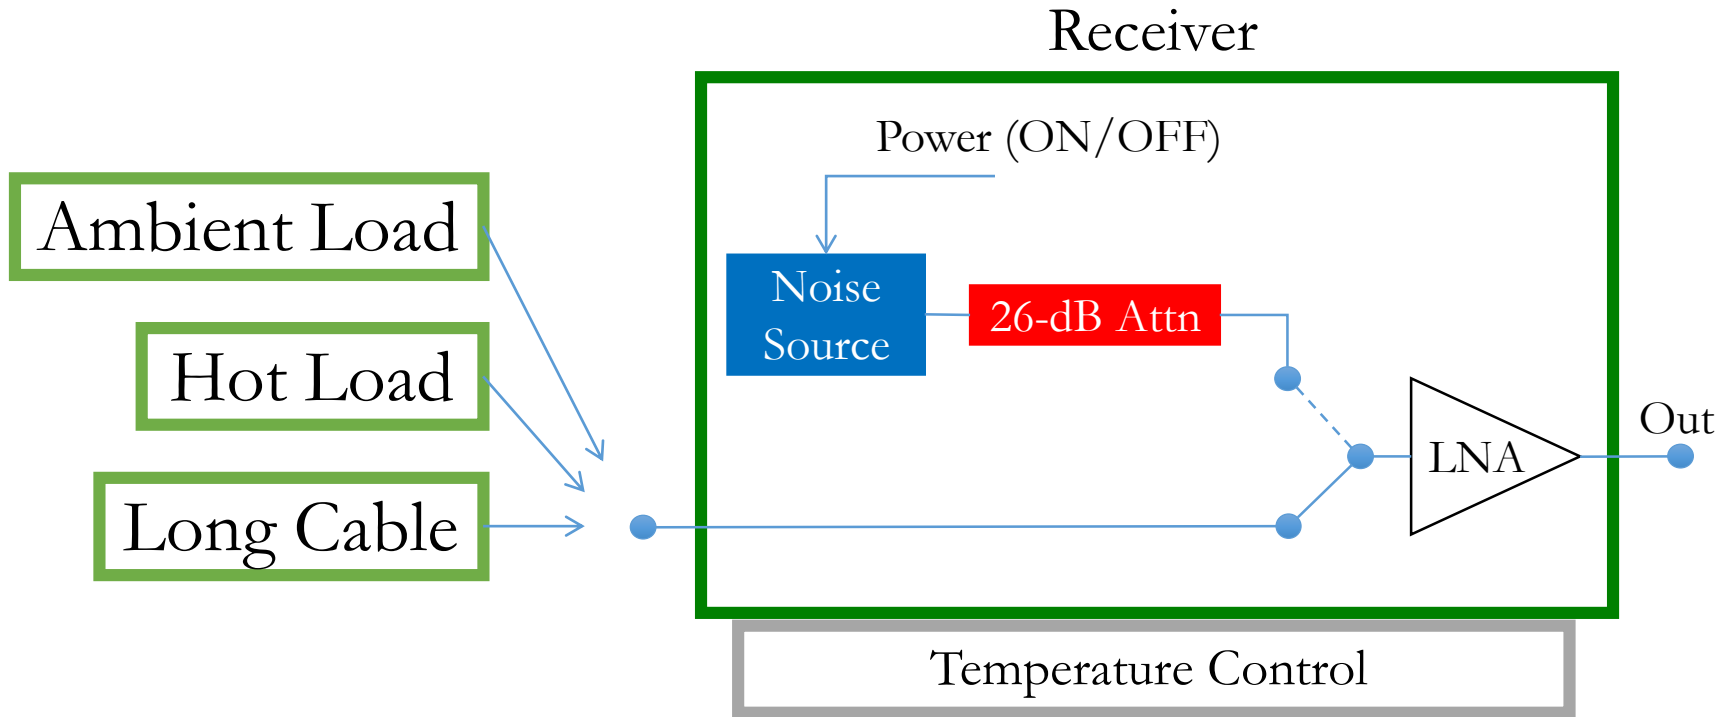 Receiver
Power (ON/OFF)
Ambient Load
Noise
Source
26-dB Attn
Hot Load
Out
LNA
Long Cable
Temperature Control